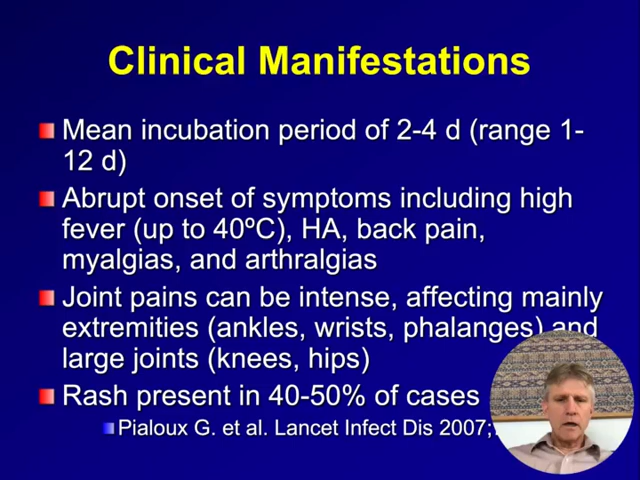 Clinical Manifestations
Mean incubation period of 2-4 d (range 1-
12 d)
Abrupt onset of symptoms including high
fever (up to 40ºC), HA, back pain,
myalgias, and arthralgias
Joint pains can be intense, affecting mainly
extremities (ankles, wrists, phalanges) and
large joints (knees, hips)
Rash present in 40-50% of cases
Pialoux G. et al. Lancet Infect Dis 2007;